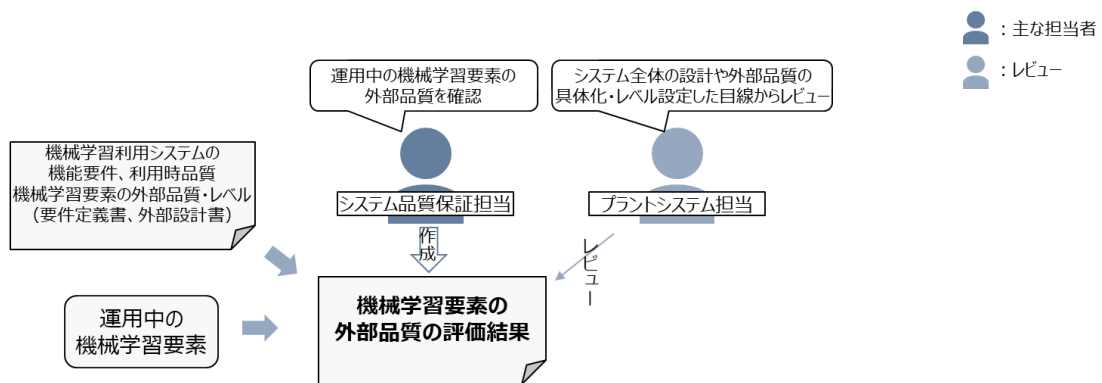 ：主な担当者
：レビュー
運用中の機械学習要素の
外部品質を確認
システム全体の設計や外部品質の
具体化・レベル設定した目線からレビュー
機械学習利用システムの
機能要件、利用時品質
機械学習要素の外部品質・レベル
（要件定義書、外部設計書）
システム品質保証担当
プラントシステム担当
作成
レビュー
運用中の
機械学習要素
機械学習要素の
外部品質の評価結果